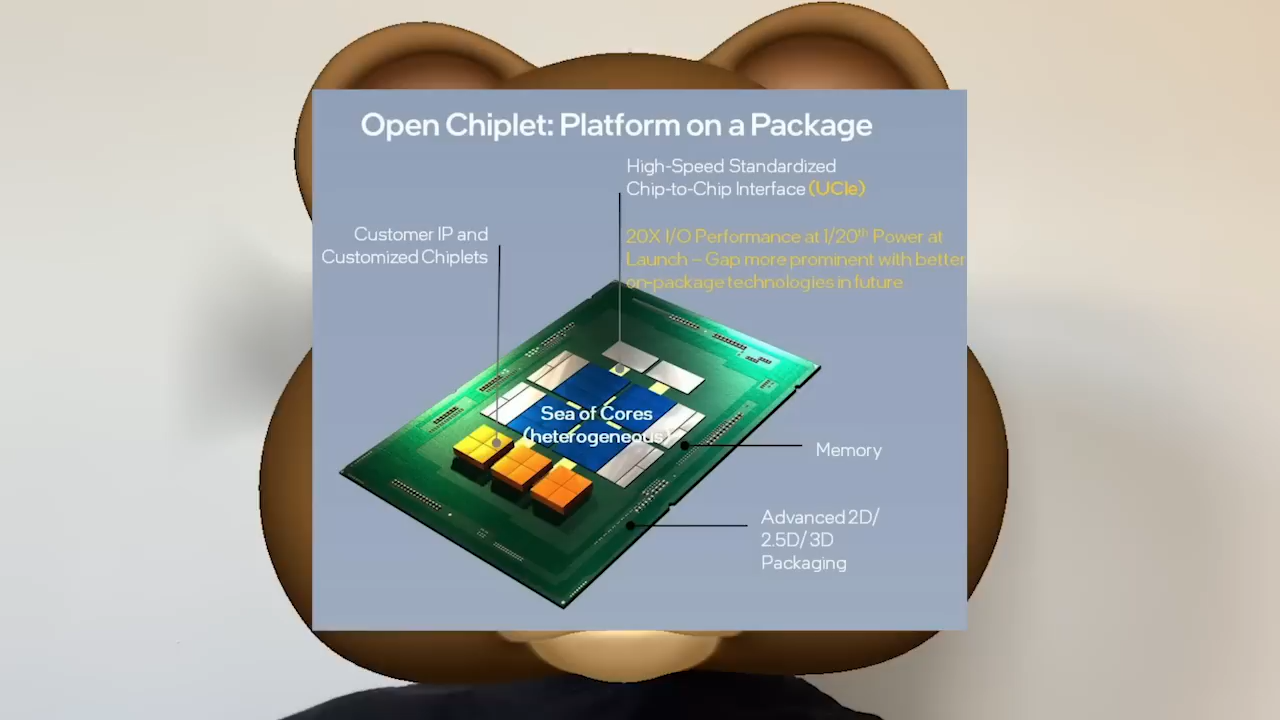 Open Chiplet: Platform on a Package
High-Speed Standardized
Chip-to-Chip Interface (UCIe)
20X I/O Performance at 1/20th Power at
Launch – Gap more prominent with better
on-package technologies in future
Customer IP and
Customized Chiplets
Sea of Cores
(heterogeneous)
Memory
Advanced 2D/
2.5D/3D
Packaging